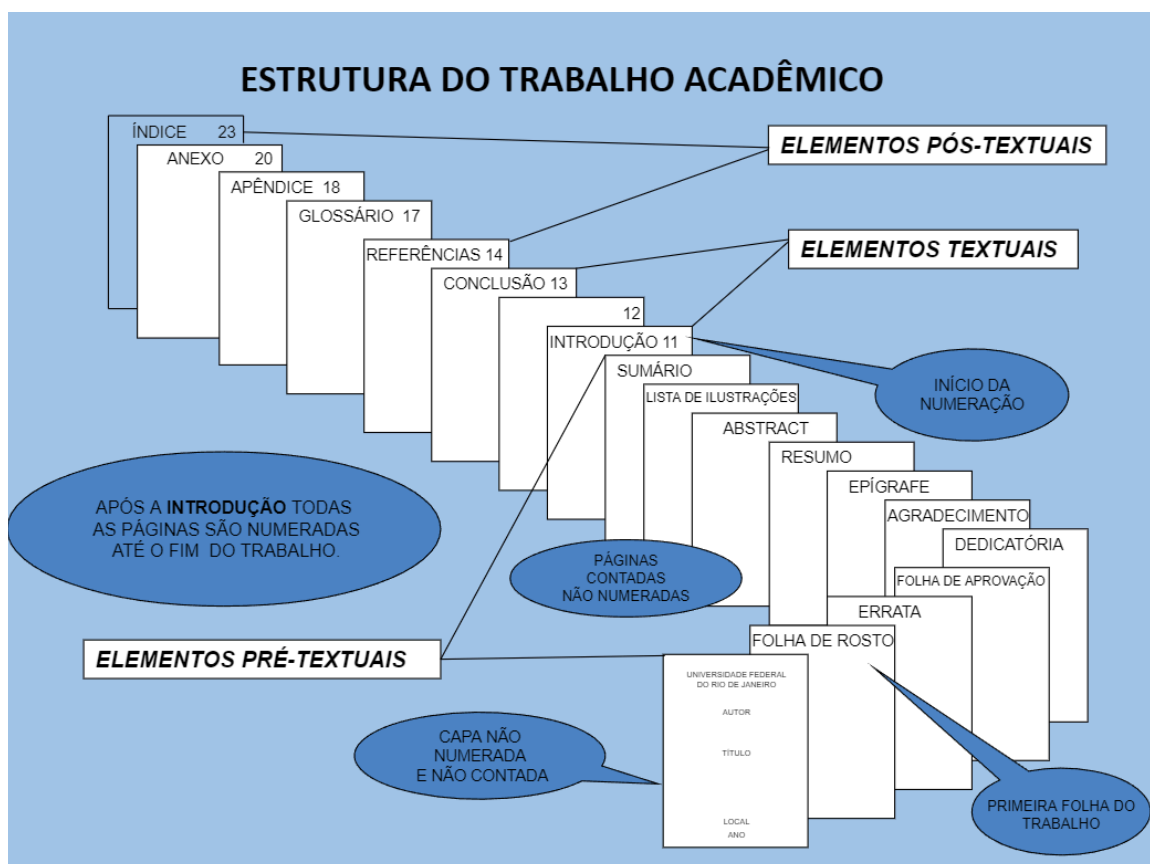 ESTRUTURA DO TRABALHO ACADÊMICO
ÍNDICE 23
ANEXO 20
APÊNDICE 18
GLOSSÁRIO 17
REFERÊNCIAS 14
CONCLUSÃO 13
12
INTRODUÇÃO 11
SUMÁRIO
LISTA DE ILUSTRAÇÕES
ABSTRACT
RESUMO
EPÍGRAFE
AGRADECIMENTO
DEDICATÓRIA
FOLHA DE APROVAÇÃO
ERRATA
FOLHA DE ROSTO
UNIVERSIDADE FEDERAL
DO RIO DE JANEIRO
AUTOR
TÍTULO
LOCAL
ANO
ELEMENTOS PÓS-TEXTUAIS
ELEMENTOS TEXTUAIS
INÍCIO DA
NUMERAÇÃO
APÓS A INTRODUÇÃO TODAS
AS PÁGINAS SÃO NUMERADAS
ATÉ O FIM DO TRABALHO.
PÁGINAS
CONTADAS
NÃO NUMERADAS
ELEMENTOS PRÉ-TEXTUAIS
CAPA NÃO
NUMERADA
E NÃO CONTADA
PRIMEIRA FOLHA DO
TRABALHO